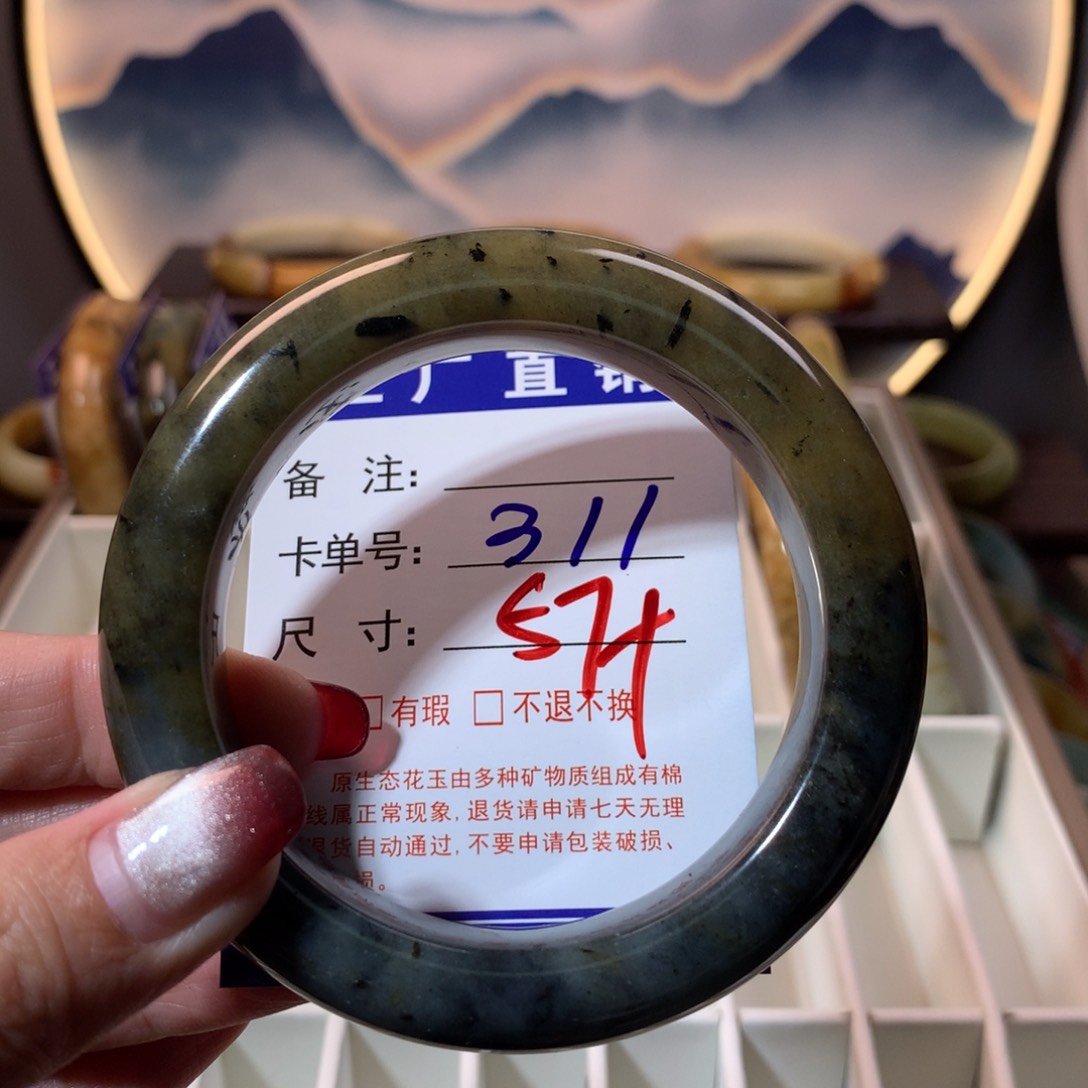 厂直销
备 注:
卡单号: 311
尺 寸: 57
□有瑕 □不退不换
原生态花玉由多种矿物质组成有棉
线属正常现象,退货请申请七天无理
退货自动通过,不要申请包装破损、
损。